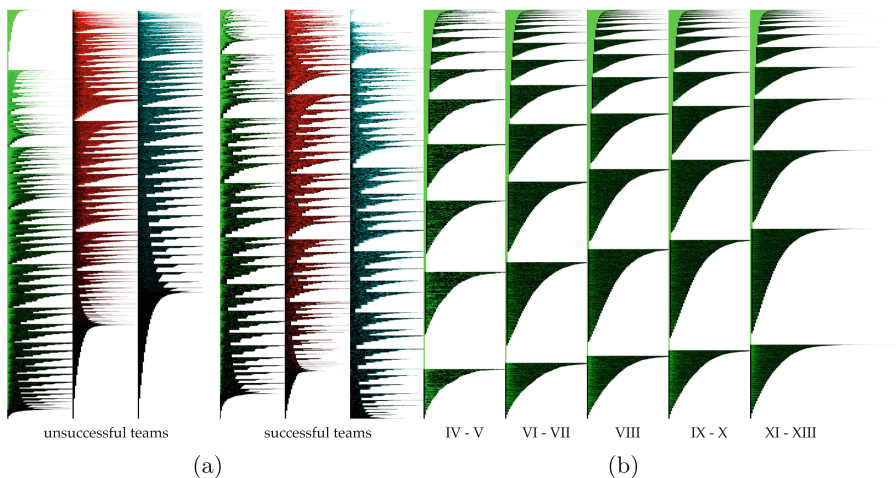 unsuccessful teams successful teams IV - V VI - VII VIII IX - X XI - XIII
(a) (b)